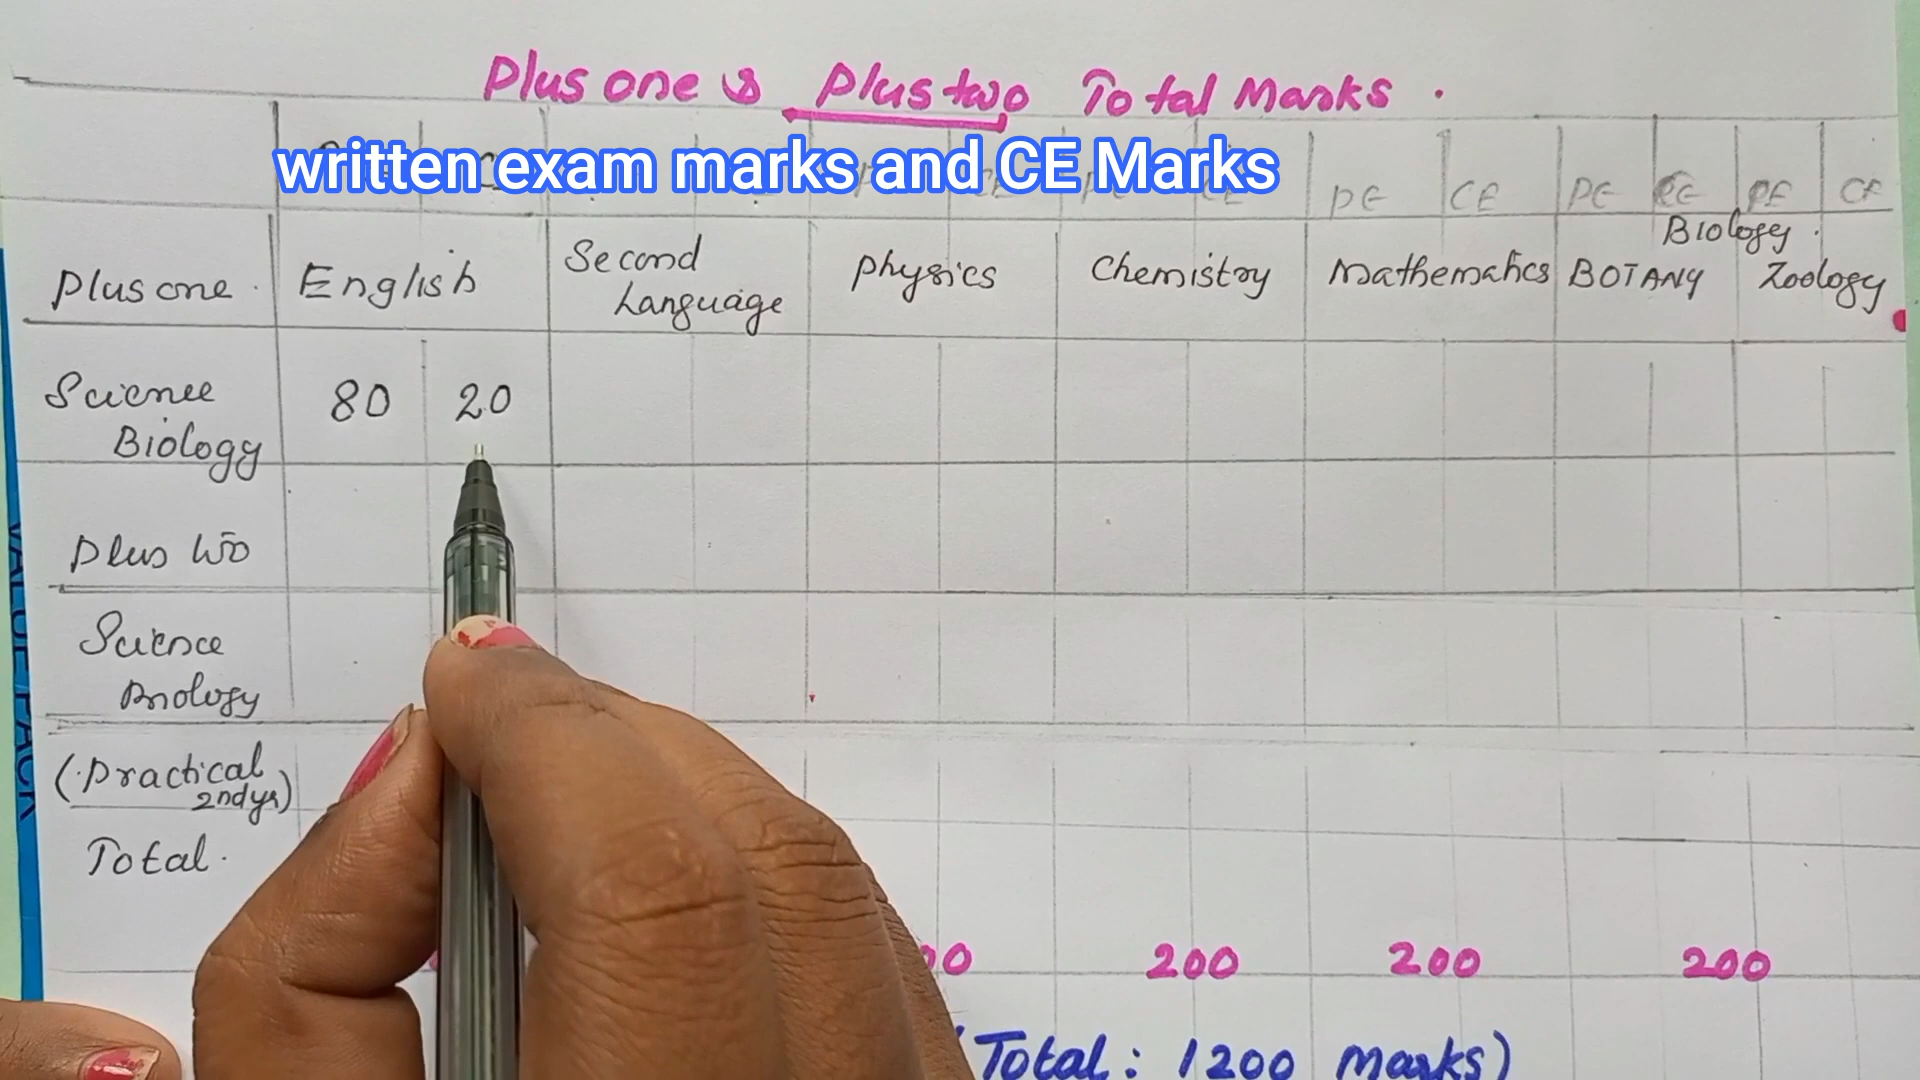 Plus one & Plus two Total Marks.
written exam marks and CE Marks
PE CE PE CE PE CE
Biology.
Plus one. English Second Language Physics Chemistry Mathematics BOTANY Zoology
Science Biology 80 20
Plus two
Science Biology
(Practical 2nd yr)
Total.
200 200 200
(Total: 1200 marks)
VALUE PACK